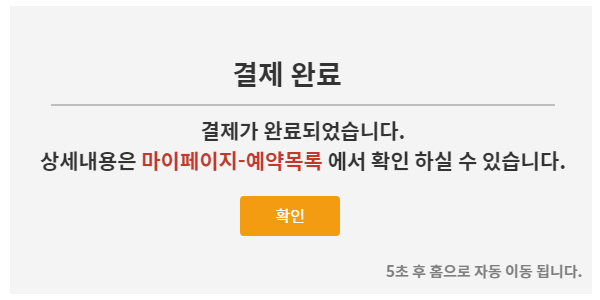 결제 완료
결제가 완료되었습니다.
상세내용은 마이페이지-예약목록 에서 확인 하실 수 있습니다.
확인
5초 후 홈으로 자동 이동 됩니다.